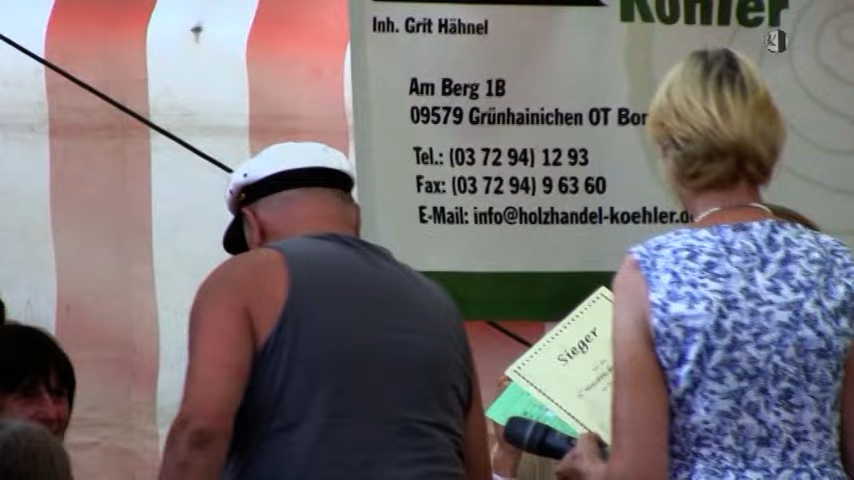 Köhler
Inh. Grit Hähnel
Am Berg 1B
09579 Grünhainichen OT Bor
Tel.: (03 72 94) 12 93
Fax: (03 72 94) 9 63 60
E-Mail: info@holzhandel-koehler.d
Sieger